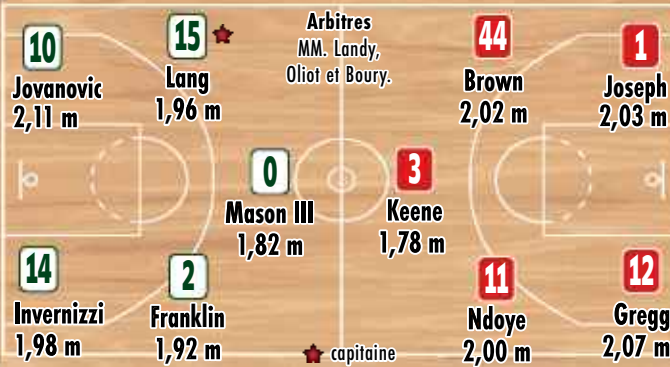 Arbitres
MM. Landy,
Oliot et Boury.
10
Jovanovic
2,11 m
15
Lang
1,96 m
0
Mason III
1,82 m
14
Invernizzi
1,98 m
2
Franklin
1,92 m
44
Brown
2,02 m
1
Joseph
2,03 m
3
Keene
1,78 m
11
Ndoye
2,00 m
12
Gregg
2,07 m
capitaine